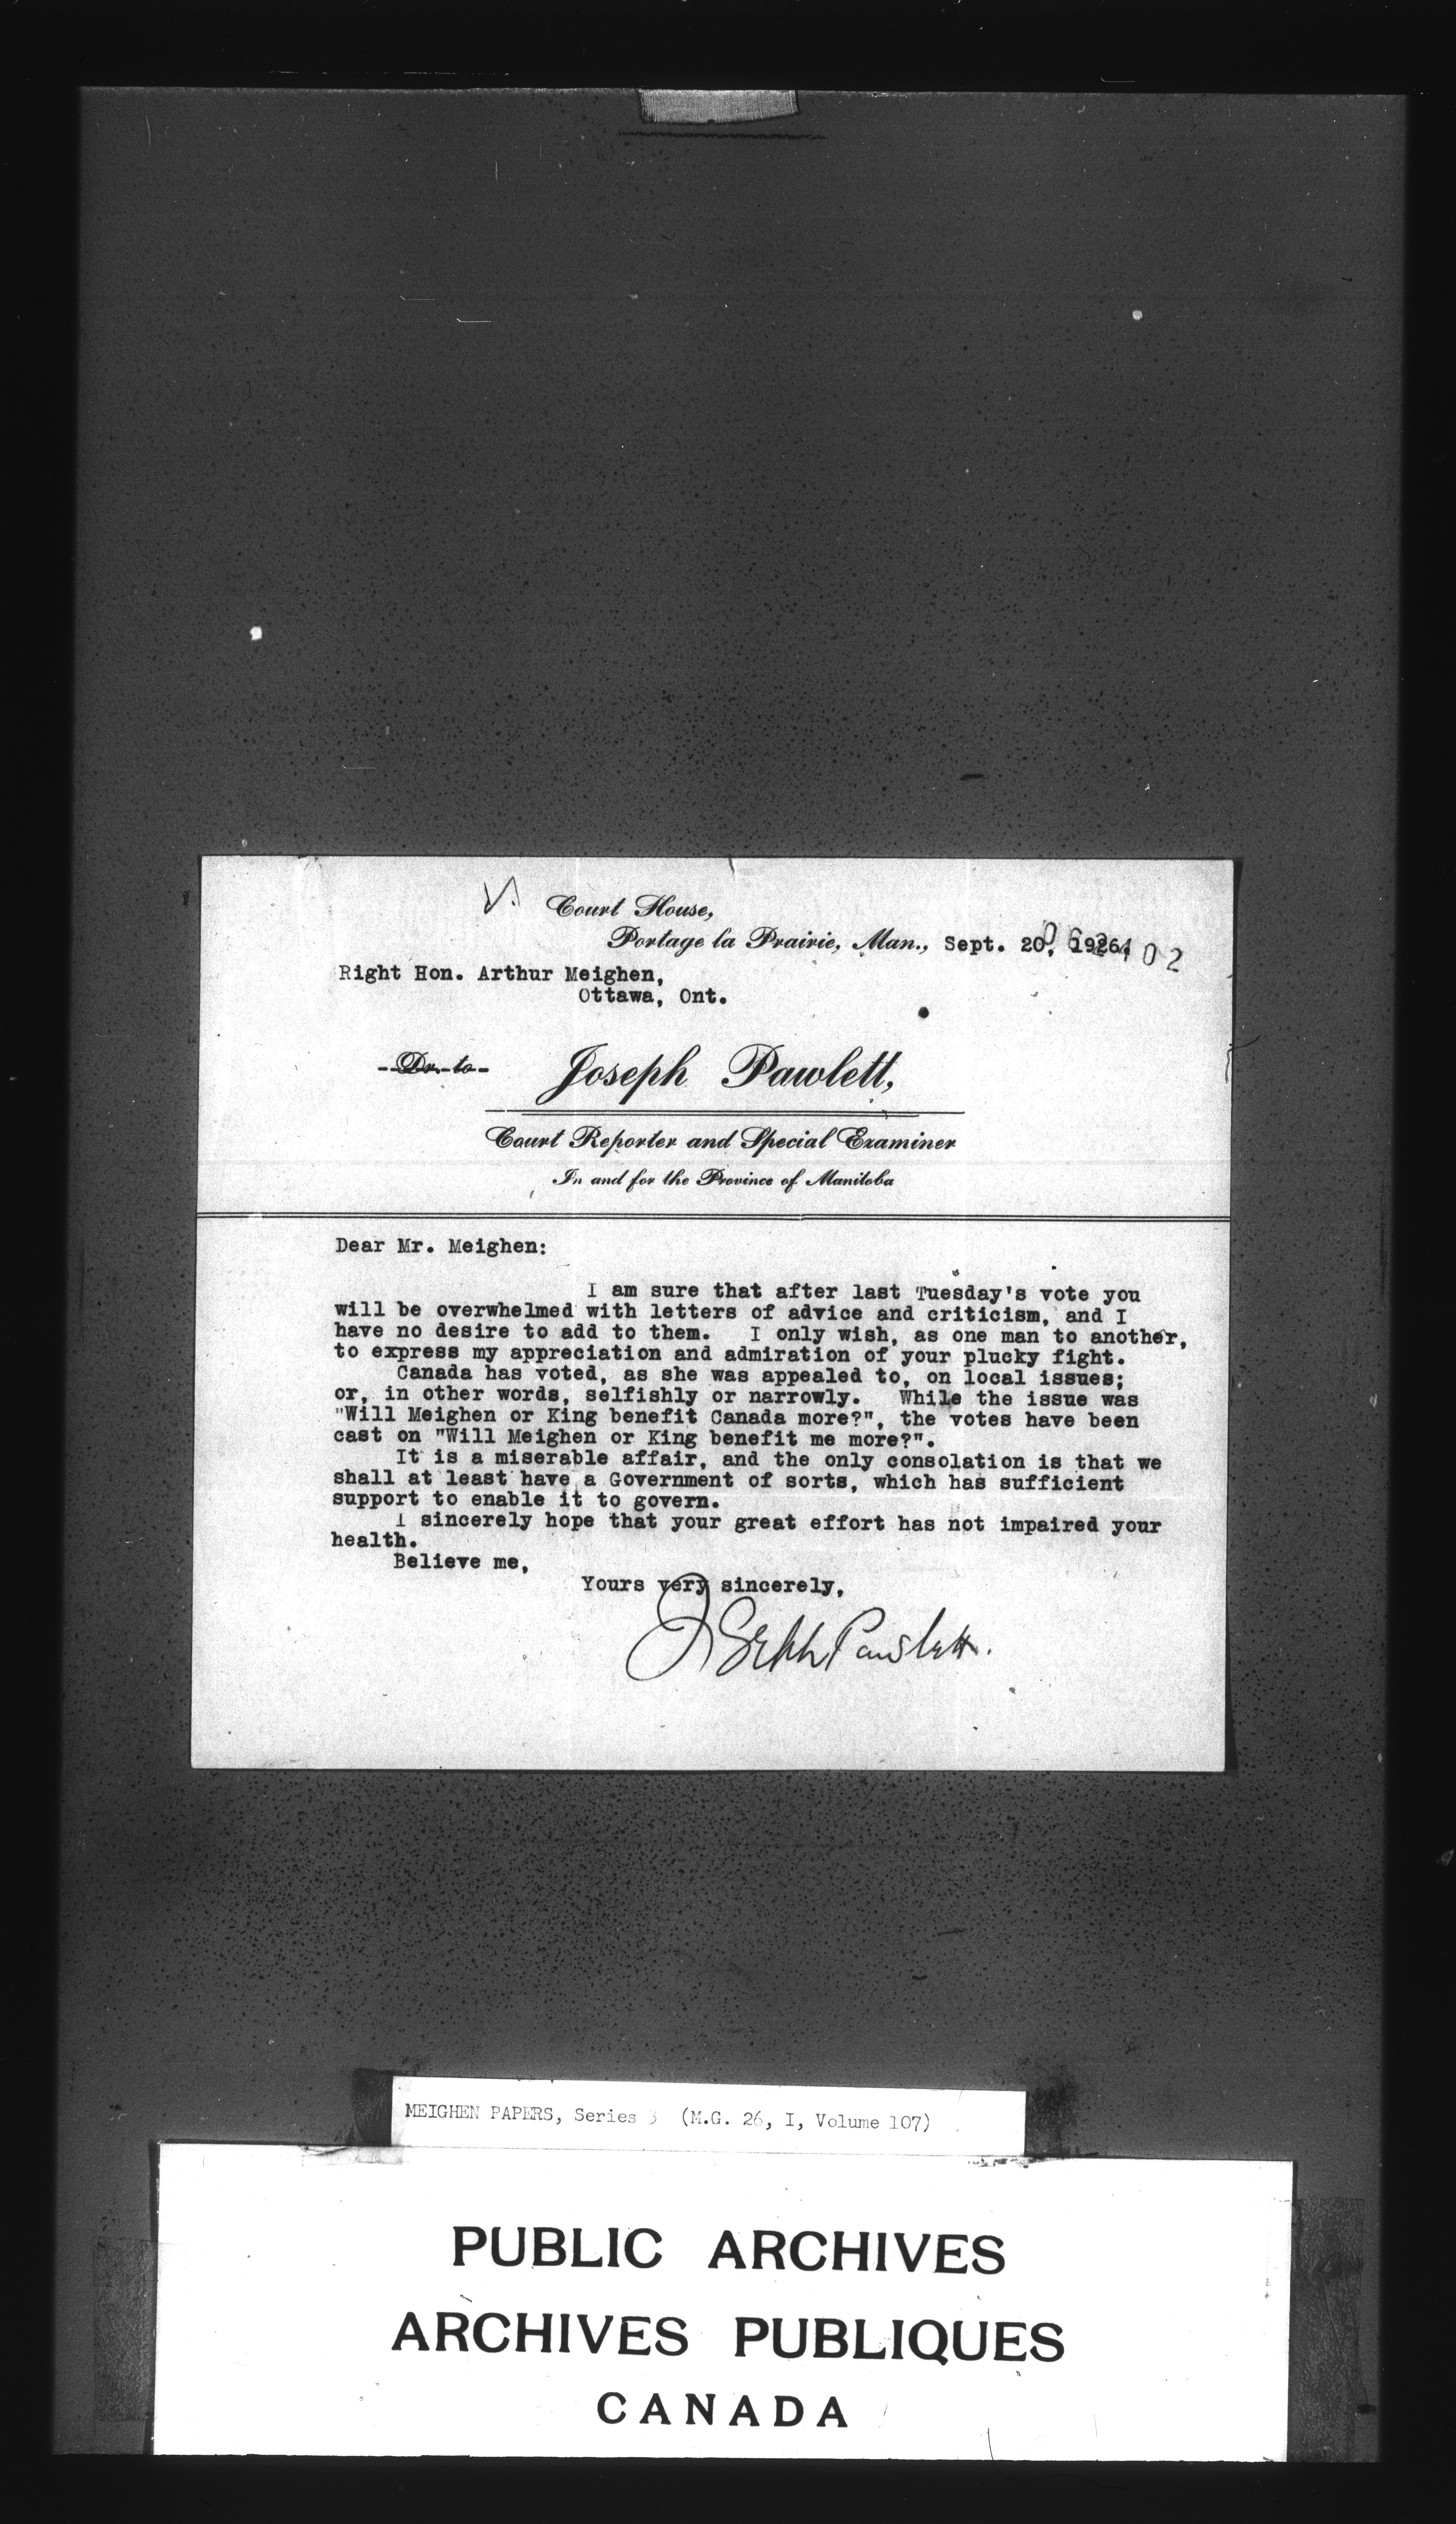 V.
Court House,
Portage la Prairie, Man., Sept. 20, 1926.
Right Hon. Arthur Meighen,
Ottawa, Ont.
Dr. to
Joseph Pawlett,
Court Reporter and Special Examiner
In and for the Province of Manitoba
Dear Mr. Meighen:
I am sure that after last Tuesday's vote you
will be overwhelmed with letters of advice and criticism, and I
have no desire to add to them. I only wish, as one man to another,
to express my appreciation and admiration of your plucky fight.
Canada has voted, as she was appealed to, on local issues;
or, in other words, selfishly or narrowly. While the issue was
"Will Meighen or King benefit Canada more?", the votes have been
cast on "Will Meighen or King benefit me more?".
It is a miserable affair, and the only consolation is that we
shall at least have a Government of sorts, which has sufficient
support to enable it to govern.
I sincerely hope that your great effort has not impaired your
health.
Believe me,
Yours very sincerely,
Joseph Pawlett.
MEIGHEN PAPERS, Series 3 (M.G. 26, I, Volume 107)
PUBLIC ARCHIVES
ARCHIVES PUBLIQUES
CANADA